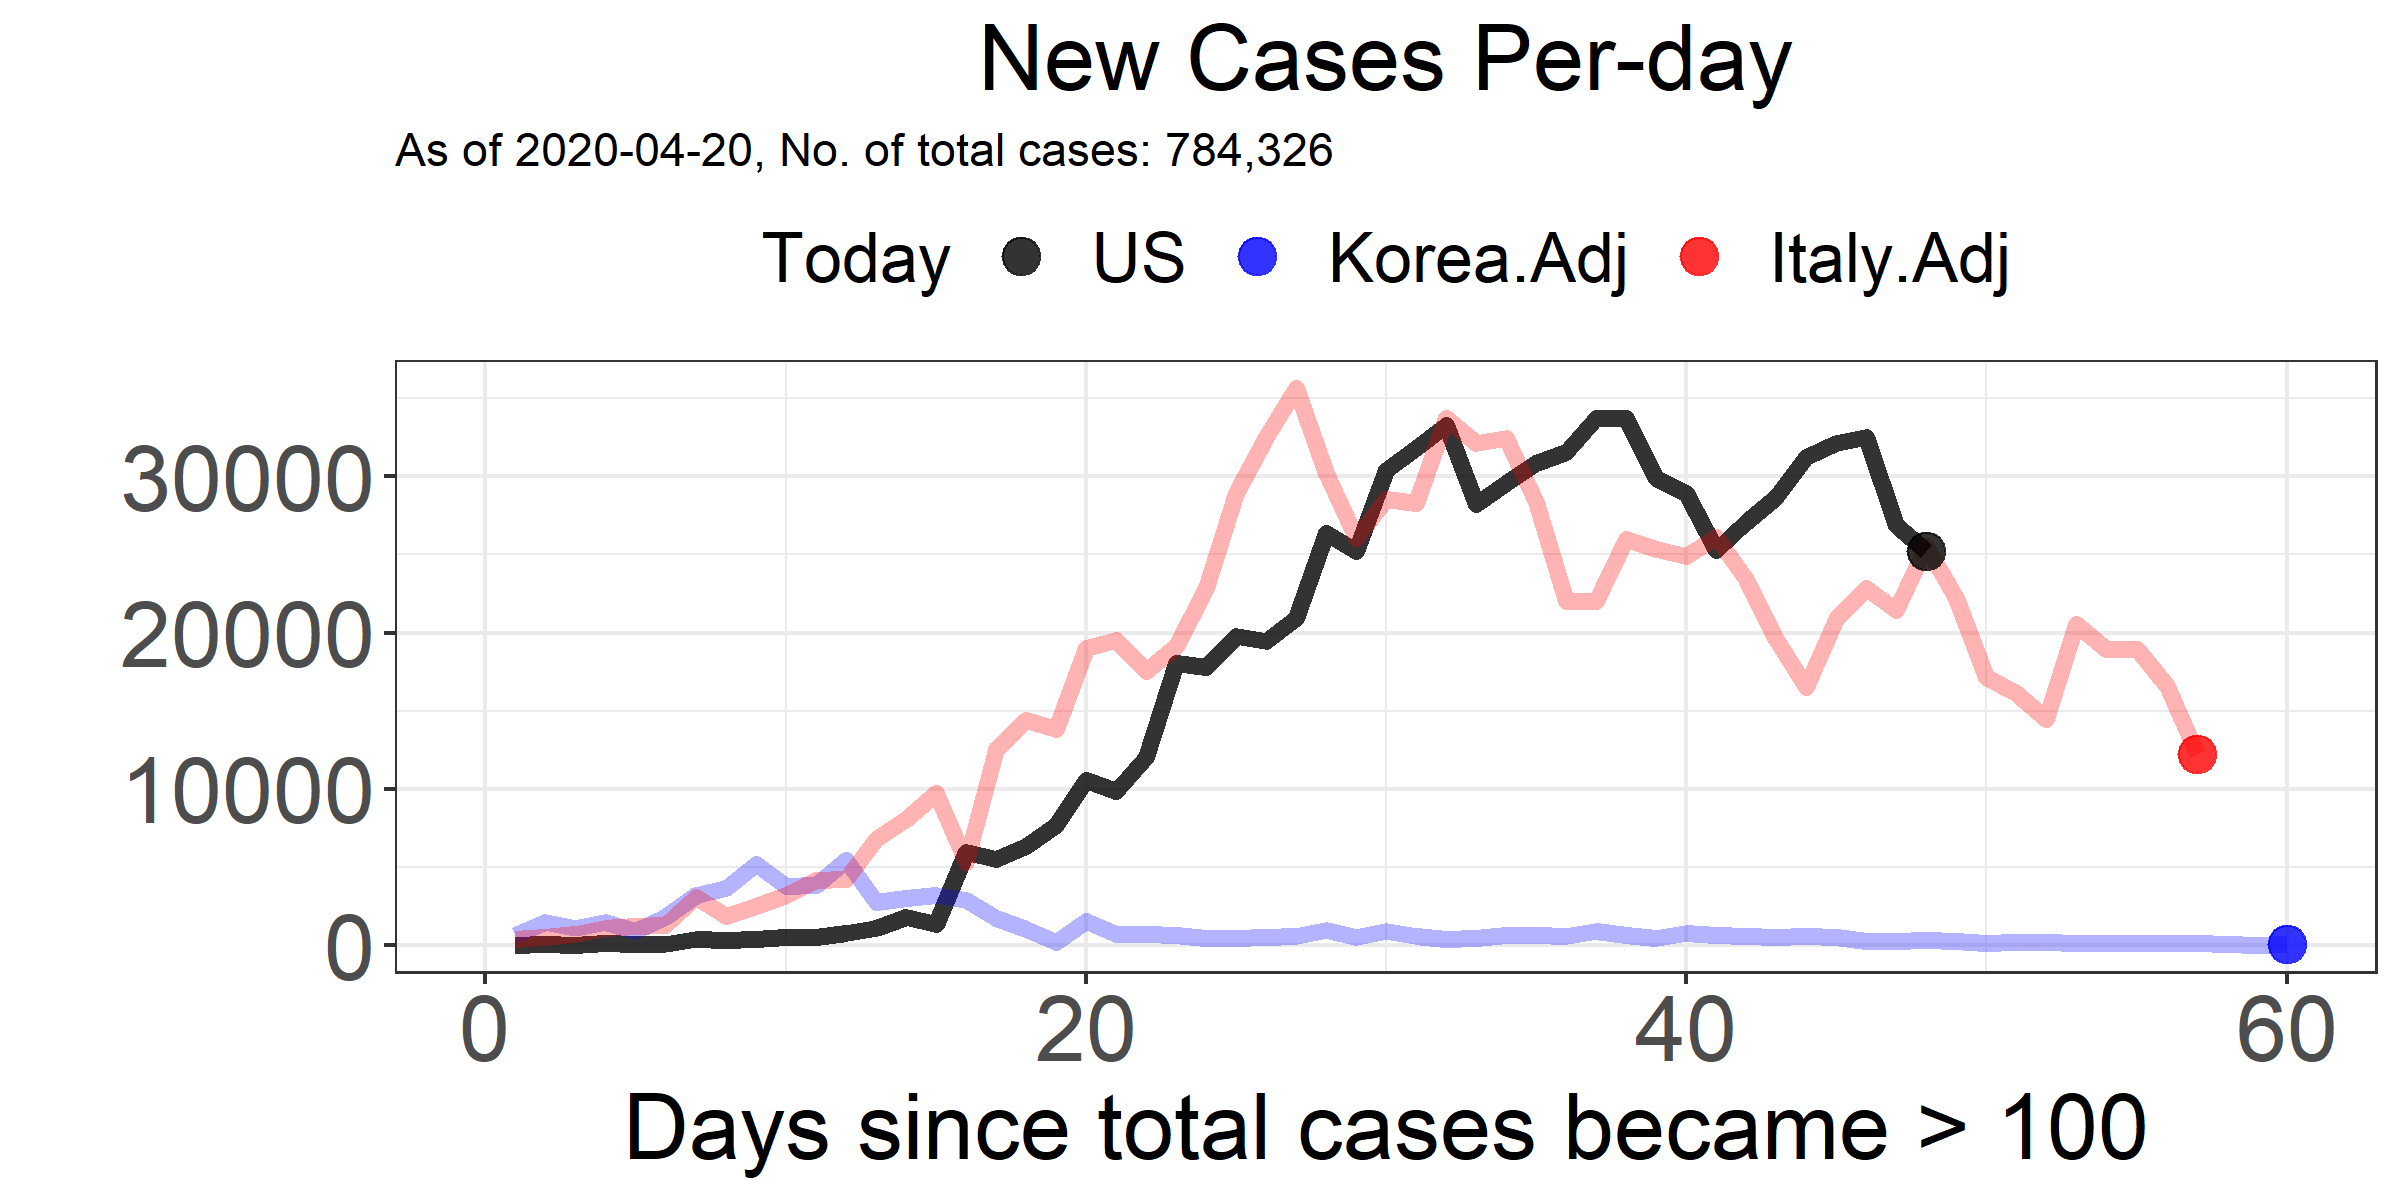 New Cases Per-day
As of 2020-04-20, No. of total cases: 784,326
Today US Korea.Adj Italy.Adj
30000
20000
10000
0
0 20 40 60
Days since total cases became > 100